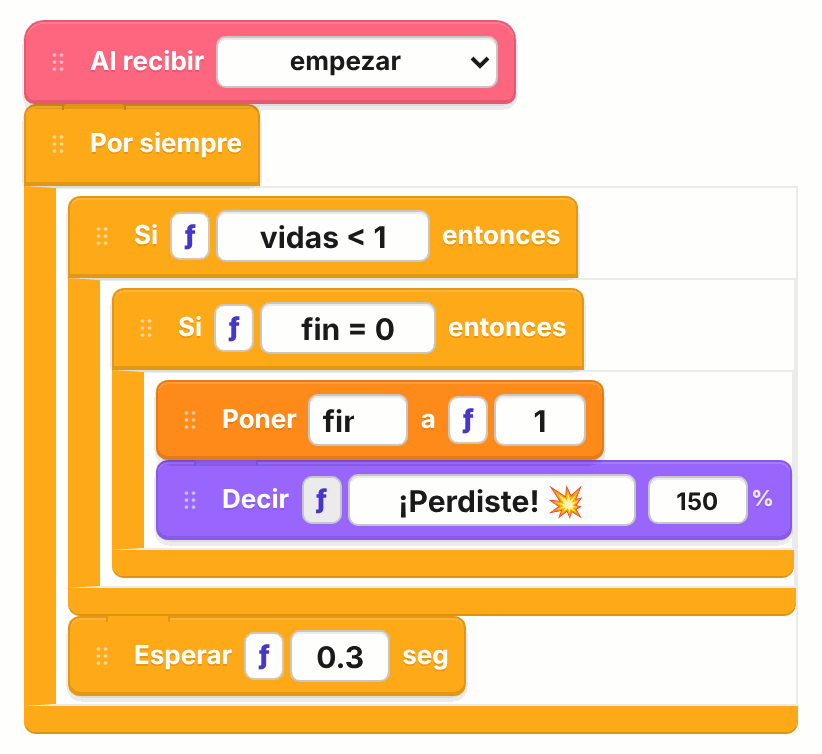 Al recibir empezar
Por siempre
Si ƒ vidas < 1 entonces
Si ƒ fin = 0 entonces
Poner fir a ƒ 1
Decir ƒ ¡Perdiste! 💥 150 %
Esperar ƒ 0.3 seg